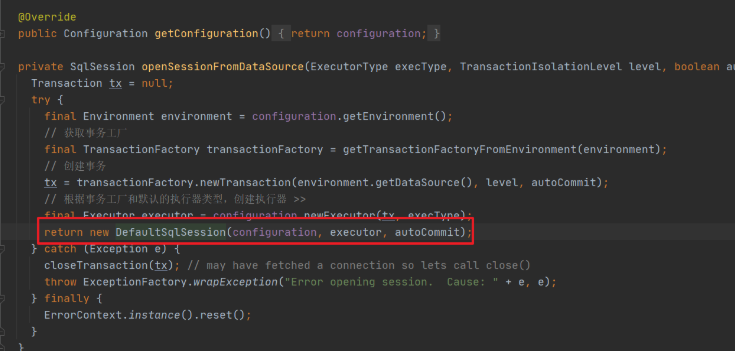 @Override
public Configuration getConfiguration() { return configuration; }
private SqlSession openSessionFromDataSource(ExecutorType execType, TransactionIsolationLevel level, boolean au
Transaction tx = null;
try {
final Environment environment = configuration.getEnvironment();
// 获取事务工厂
final TransactionFactory transactionFactory = getTransactionFactoryFromEnvironment(environment);
// 创建事务
tx = transactionFactory.newTransaction(environment.getDataSource(), level, autoCommit);
// 根据事务工厂和默认的执行器类型，创建执行器 >>
final Executor executor = configuration.newExecutor(tx, execType);
return new DefaultSqlSession(configuration, executor, autoCommit);
} catch (Exception e) {
closeTransaction(tx); // may have fetched a connection so lets call close()
throw ExceptionFactory.wrapException("Error opening session.  Cause: " + e, e);
} finally {
ErrorContext.instance().reset();
}
}